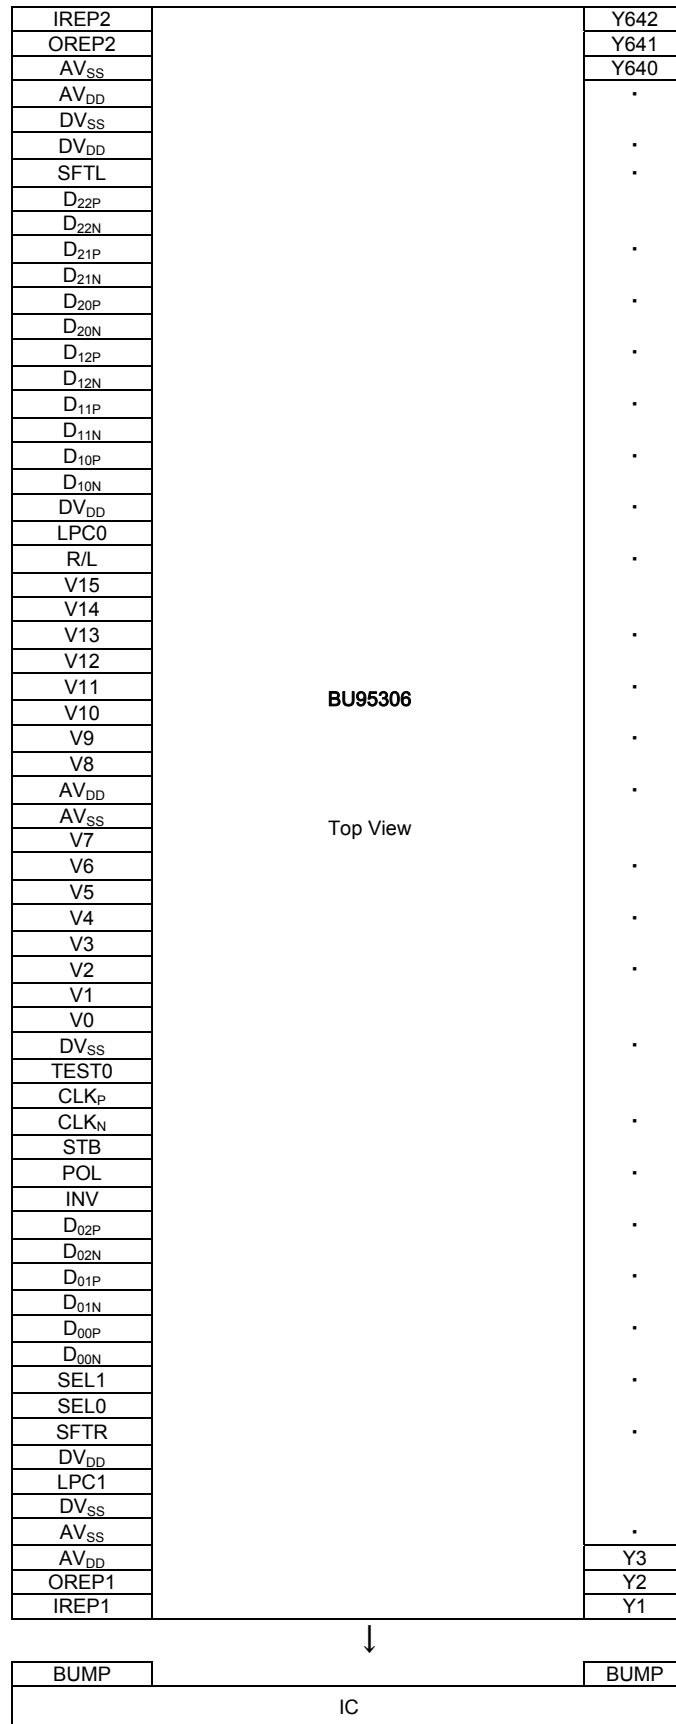 IREP2 Y642
OREP2 Y641
AVSS Y640
AVDD
DVSS
DVDD
SFTL
D22P
D22N
D21P
D21N
D20P
D20N
D12P
D12N
D11P
D11N
D10P
D10N
DVDD
LPC0
R/L
V15
V14
V13
V12
V11
BU95306
V10
V9
V8
AVDD
AVSS
Top View
V7
V6
V5
V4
V3
V2
V1
V0
DVSS
TEST0
CLKP
CLKN
STB
POL
INV
D02P
D02N
D01P
D01N
D00P
D00N
SEL1
SEL0
SFTR
DVDD
LPC1
DVSS
AVSS
AVDD Y3
OREP1 Y2
IREP1 Y1
↓
BUMP BUMP
IC